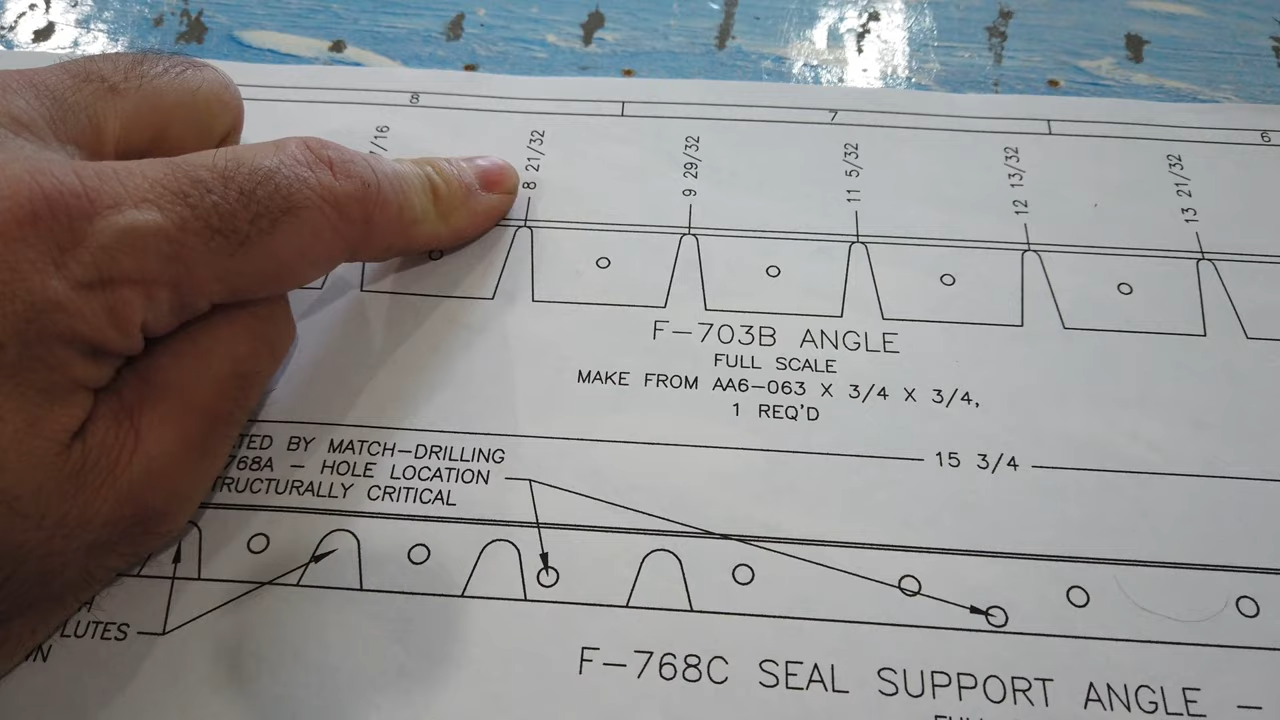 8
7
6
/16
8 21/32
9 29/32
11 5/32
12 13/32
13 21/32
F-703B ANGLE
FULL SCALE
MAKE FROM AA6-063 X 3/4 X 3/4,
1 REQ'D
15 3/4
TED BY MATCH-DRILLING
768A - HOLE LOCATION
TRUCTURALLY CRITICAL
LUTES
F-768C SEAL SUPPORT ANGLE -